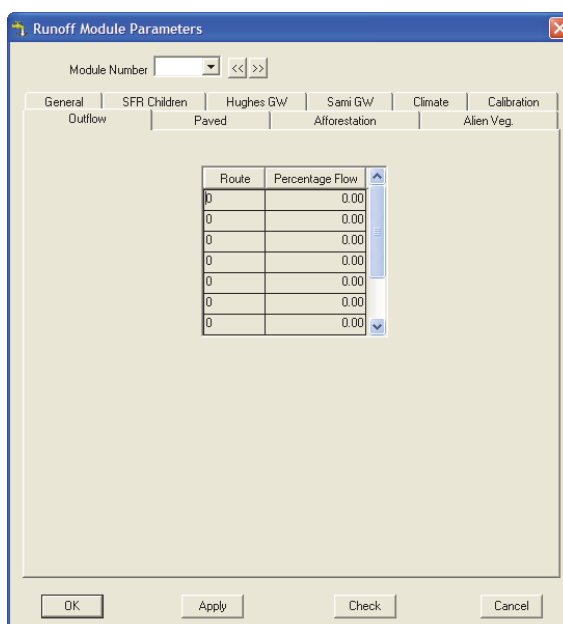 Runoff Module Parameters
Module Number << >>
General SFR Children Hughes GW Sami GW Climate Calibration
Outflow Paved Afforestation Alien Veg.
Route Percentage Flow
0 0.00
0 0.00
0 0.00
0 0.00
0 0.00
0 0.00
0 0.00
OK Apply Check Cancel